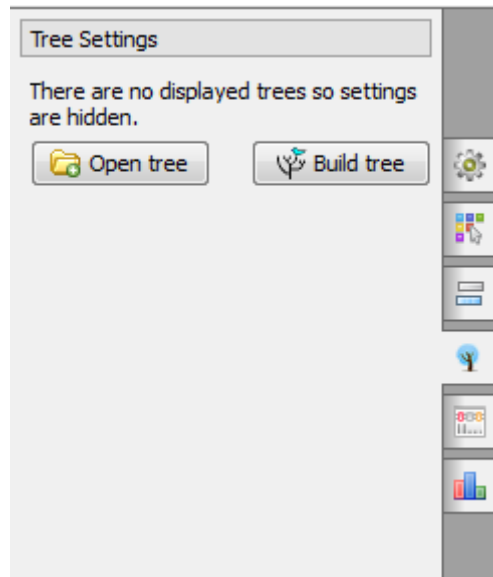 Tree Settings
There are no displayed trees so settings
are hidden.
Open tree
Build tree